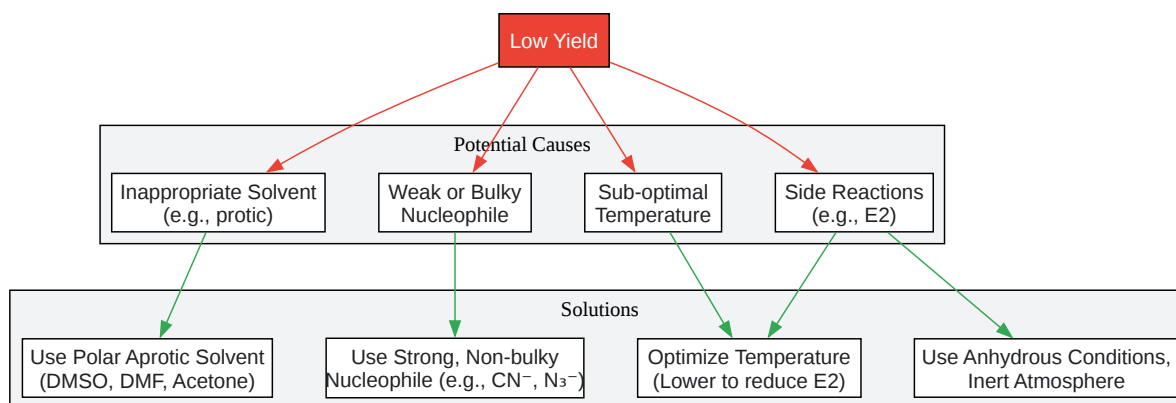 Low Yield
Potential Causes
Inappropriate Solvent
(e.g., protic)
Weak or Bulky
Nucleophile
Sub-optimal
Temperature
Side Reactions
(e.g., E2)
Solutions
Use Polar Aprotic Solvent
(DMSO, DMF, Acetone)
Use Strong, Non-bulky
Nucleophile (e.g., CN⁻, N₃⁻)
Optimize Temperature
(Lower to reduce E2)
Use Anhydrous Conditions,
Inert Atmosphere